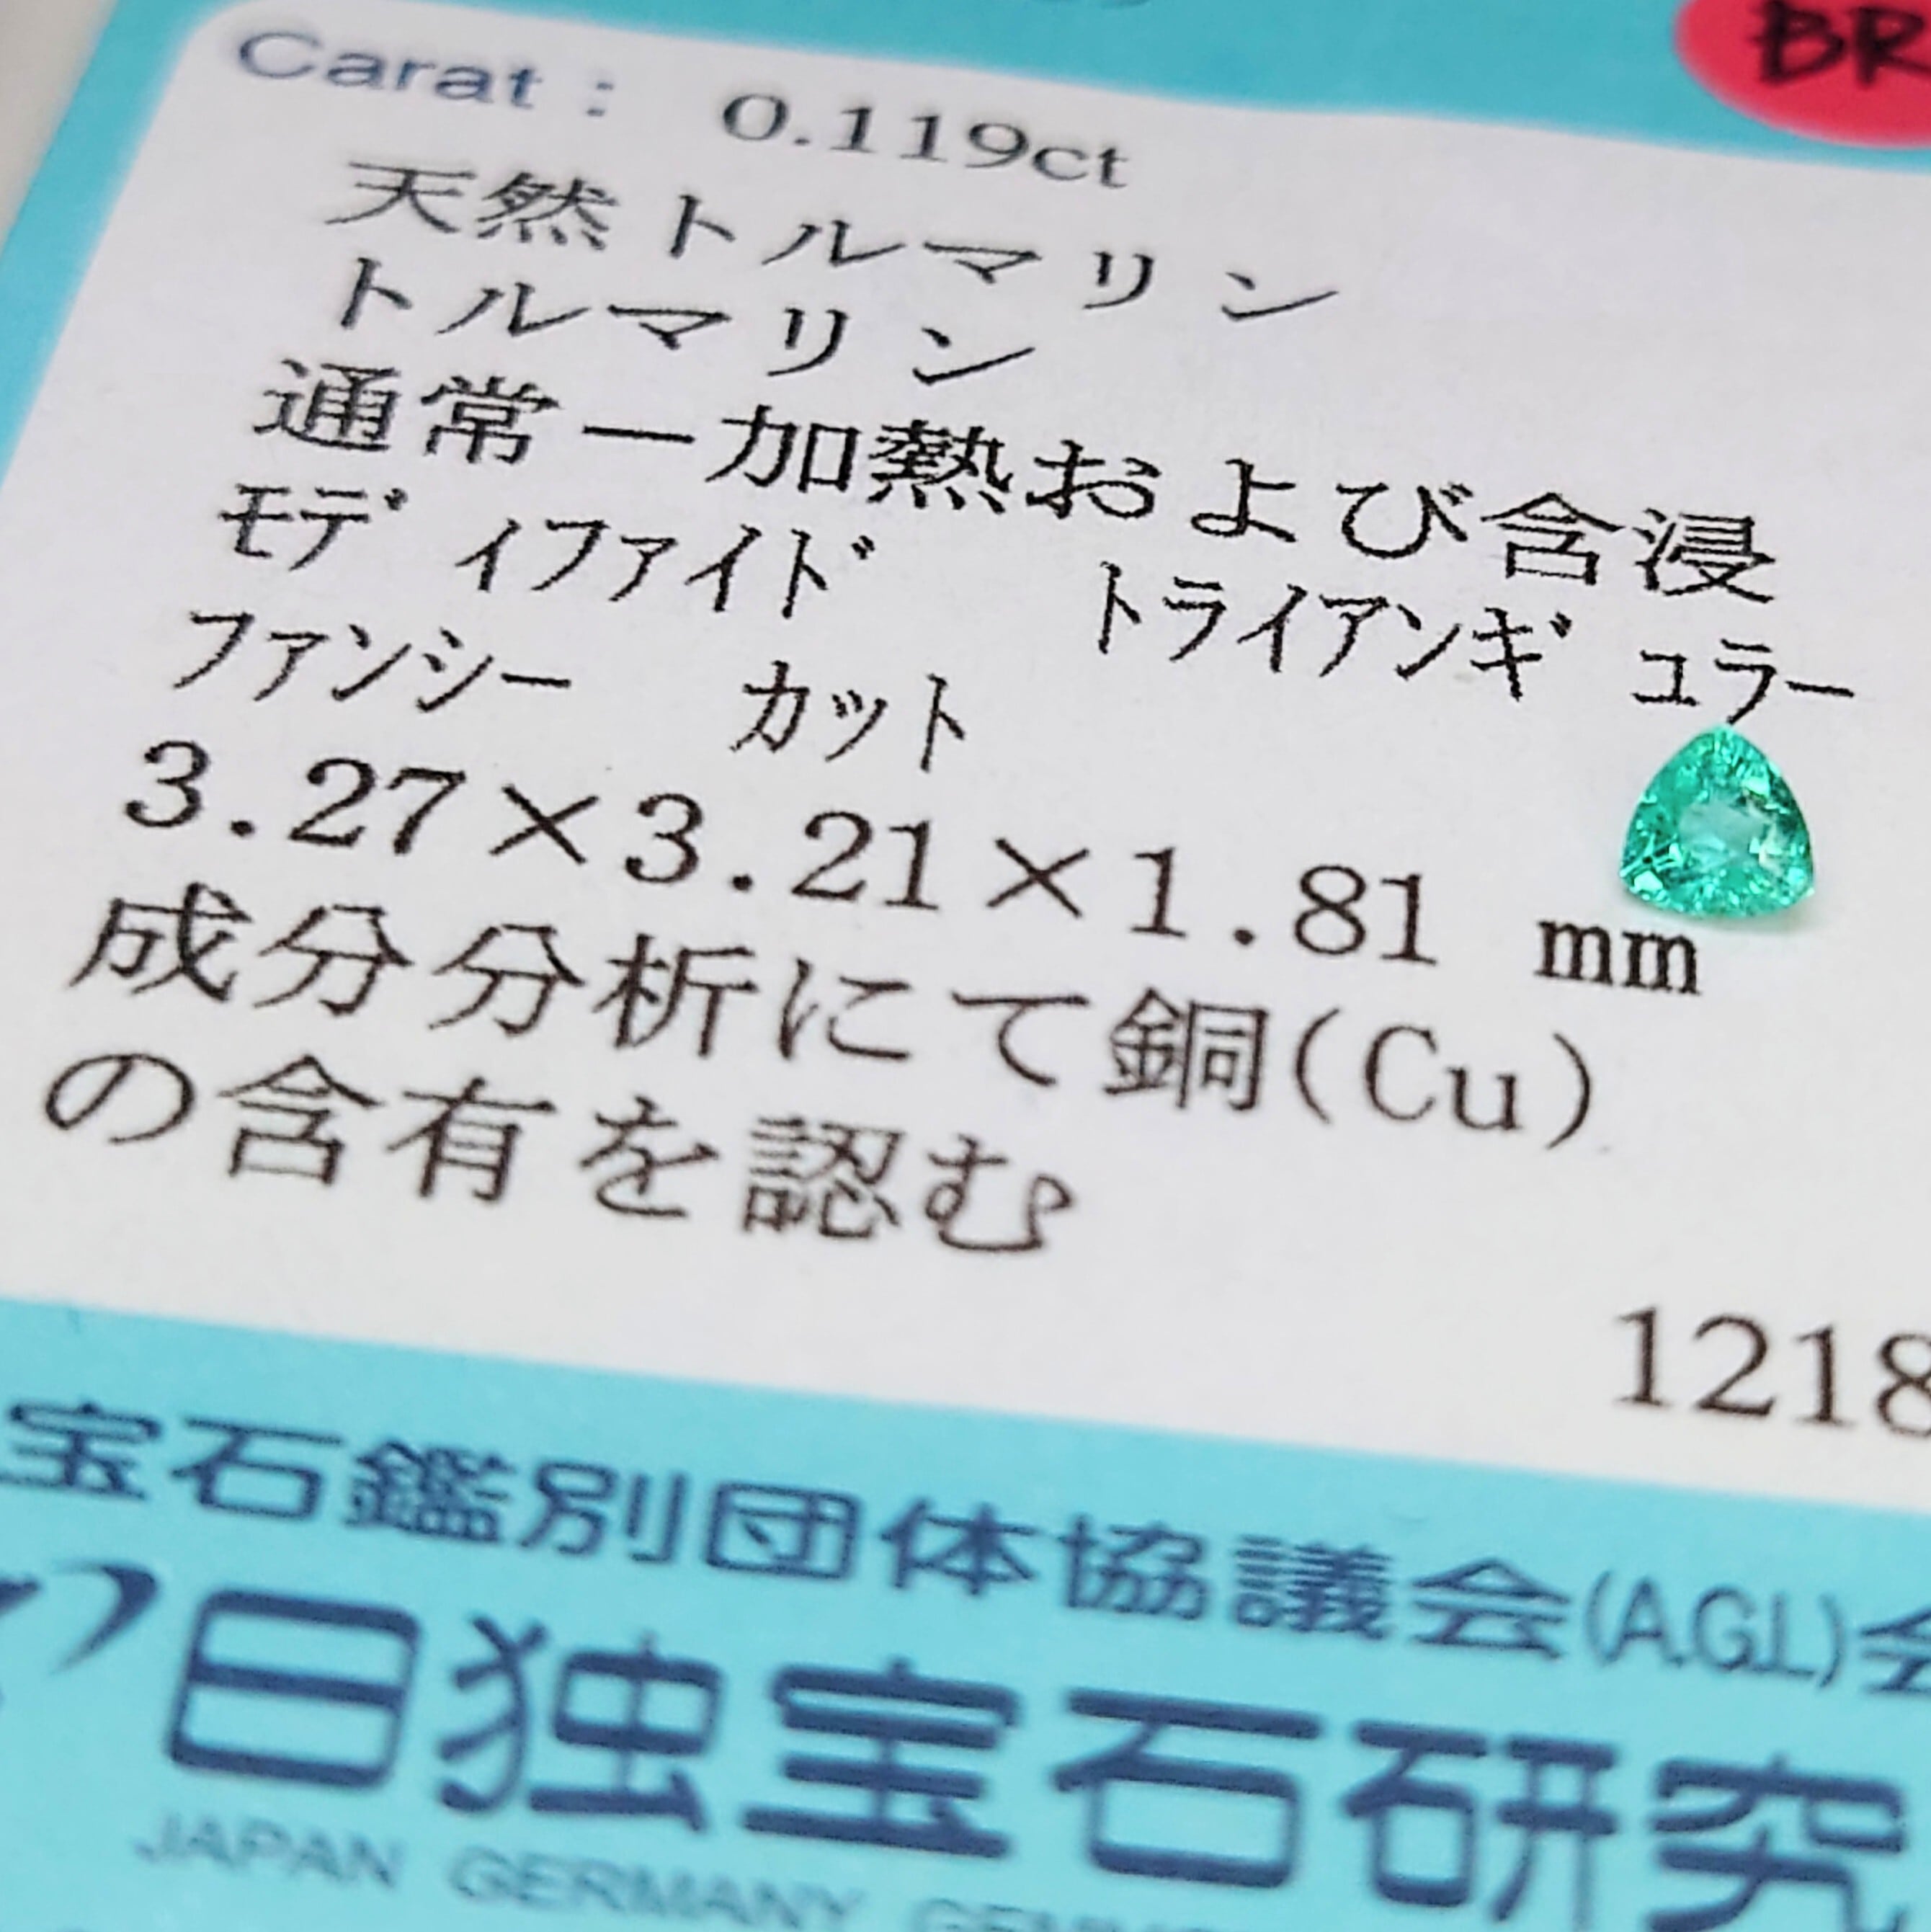 BR
Carat : 0.119ct
天然トルマリン
トルマリン
通常－加熱および含浸
ﾓﾃﾞｨﾌｧｲﾄﾞ ﾄﾗｲｱﾝｷﾞｭﾗｰ
ﾌｧﾝｼｰ ｶｯﾄ
3.27×3.21×1.81 mm
成分分析にて銅(Cu)
の含有を認む
1218
宝石鑑別団体協議会(A.G.L)会
日独宝石研究
JAPAN GERMANY